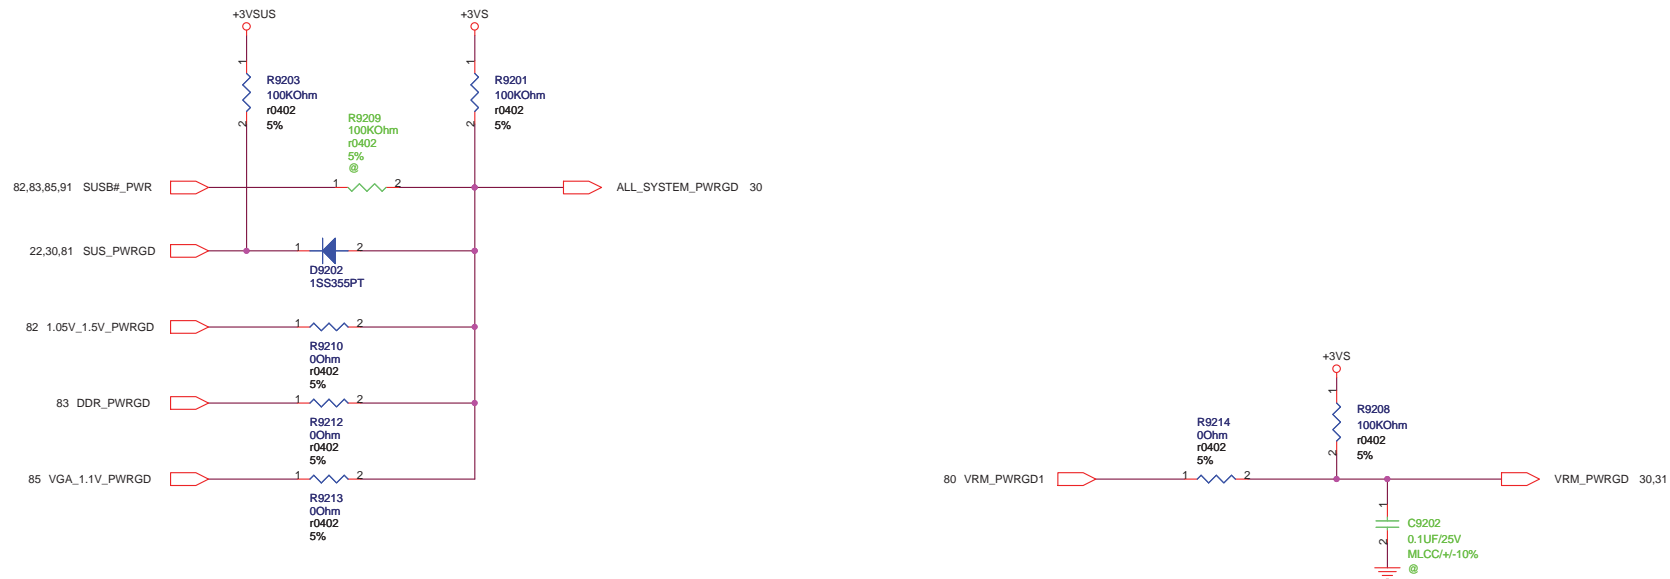 +3VSUS
+3VS
1
R9203
100KOhm
r0402
5%
2
1
R9201
100KOhm
r0402
5%
2
R9209
100KOhm
r0402
5%
@
82,83,85,91 SUSB#_PWR
1
2
ALL_SYSTEM_PWRGD 30
22,30,81 SUS_PWRGD
1
2
D9202
1SS355PT
82 1.05V_1.5V_PWRGD
1
2
R9210
0Ohm
r0402
5%
83 DDR_PWRGD
1
2
R9212
0Ohm
r0402
5%
85 VGA_1.1V_PWRGD
1
2
R9213
0Ohm
r0402
5%
+3VS
1
R9208
100KOhm
r0402
5%
2
R9214
0Ohm
r0402
5%
80 VRM_PWRGD1
1
2
VRM_PWRGD 30,31
1
C9202
0.1UF/25V
MLCC/+/-10%
@
2